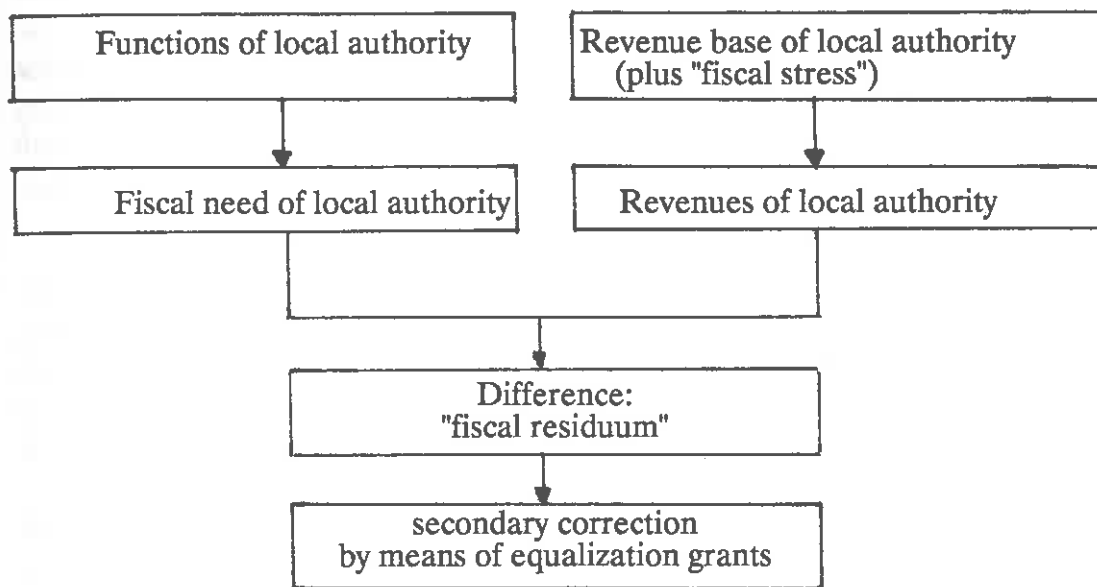 Functions of local authority
Revenue base of local authority
(plus "fiscal stress")
Fiscal need of local authority
Revenues of local authority
Difference:
"fiscal residuum"
secondary correction
by means of equalization grants